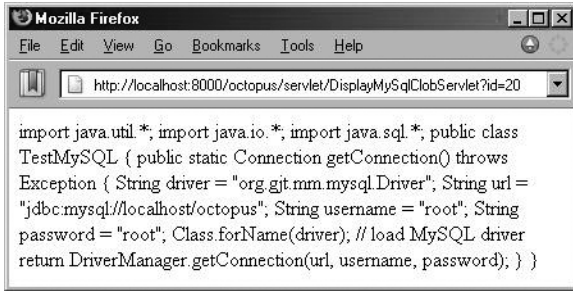 Mozilla Firefox
File Edit View Go Bookmarks Tools Help
http://localhost:8000/octopus/servlet/DisplayMySqlClobServlet?id=20
import java.util.*; import java.io.*; import java.sql.*; public class
TestMySQL { public static Connection getConnection() throws
Exception { String driver = "org.gjt.mm.mysql.Driver"; String url =
"jdbc:mysql://localhost/octopus"; String username = "root"; String
password = "root"; Class.forName(driver); // load MySQL driver
return DriverManager.getConnection(url, username, password); } }